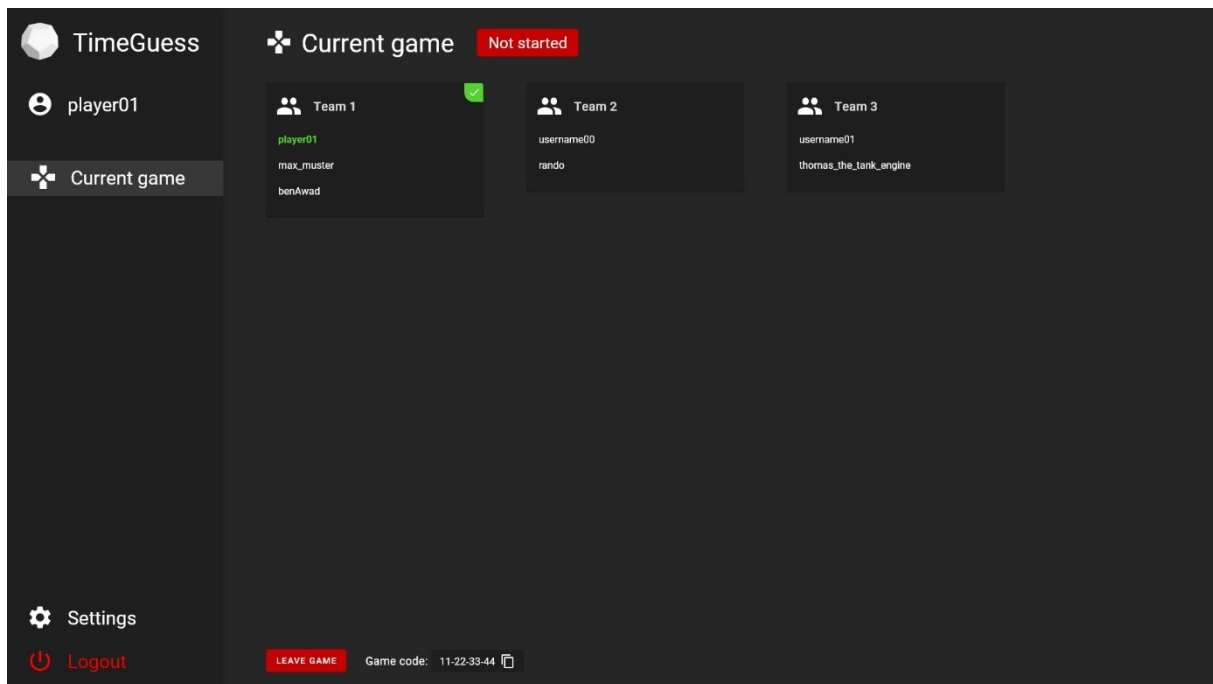 TimeGuess
player01
Current game
Settings
Logout
Current game
Not started
Team 1
player01
max_muster
benAwad
Team 2
username00
rando
Team 3
username01
thomas_the_tank_engine
LEAVE GAME
Game code: 11-22-33-44